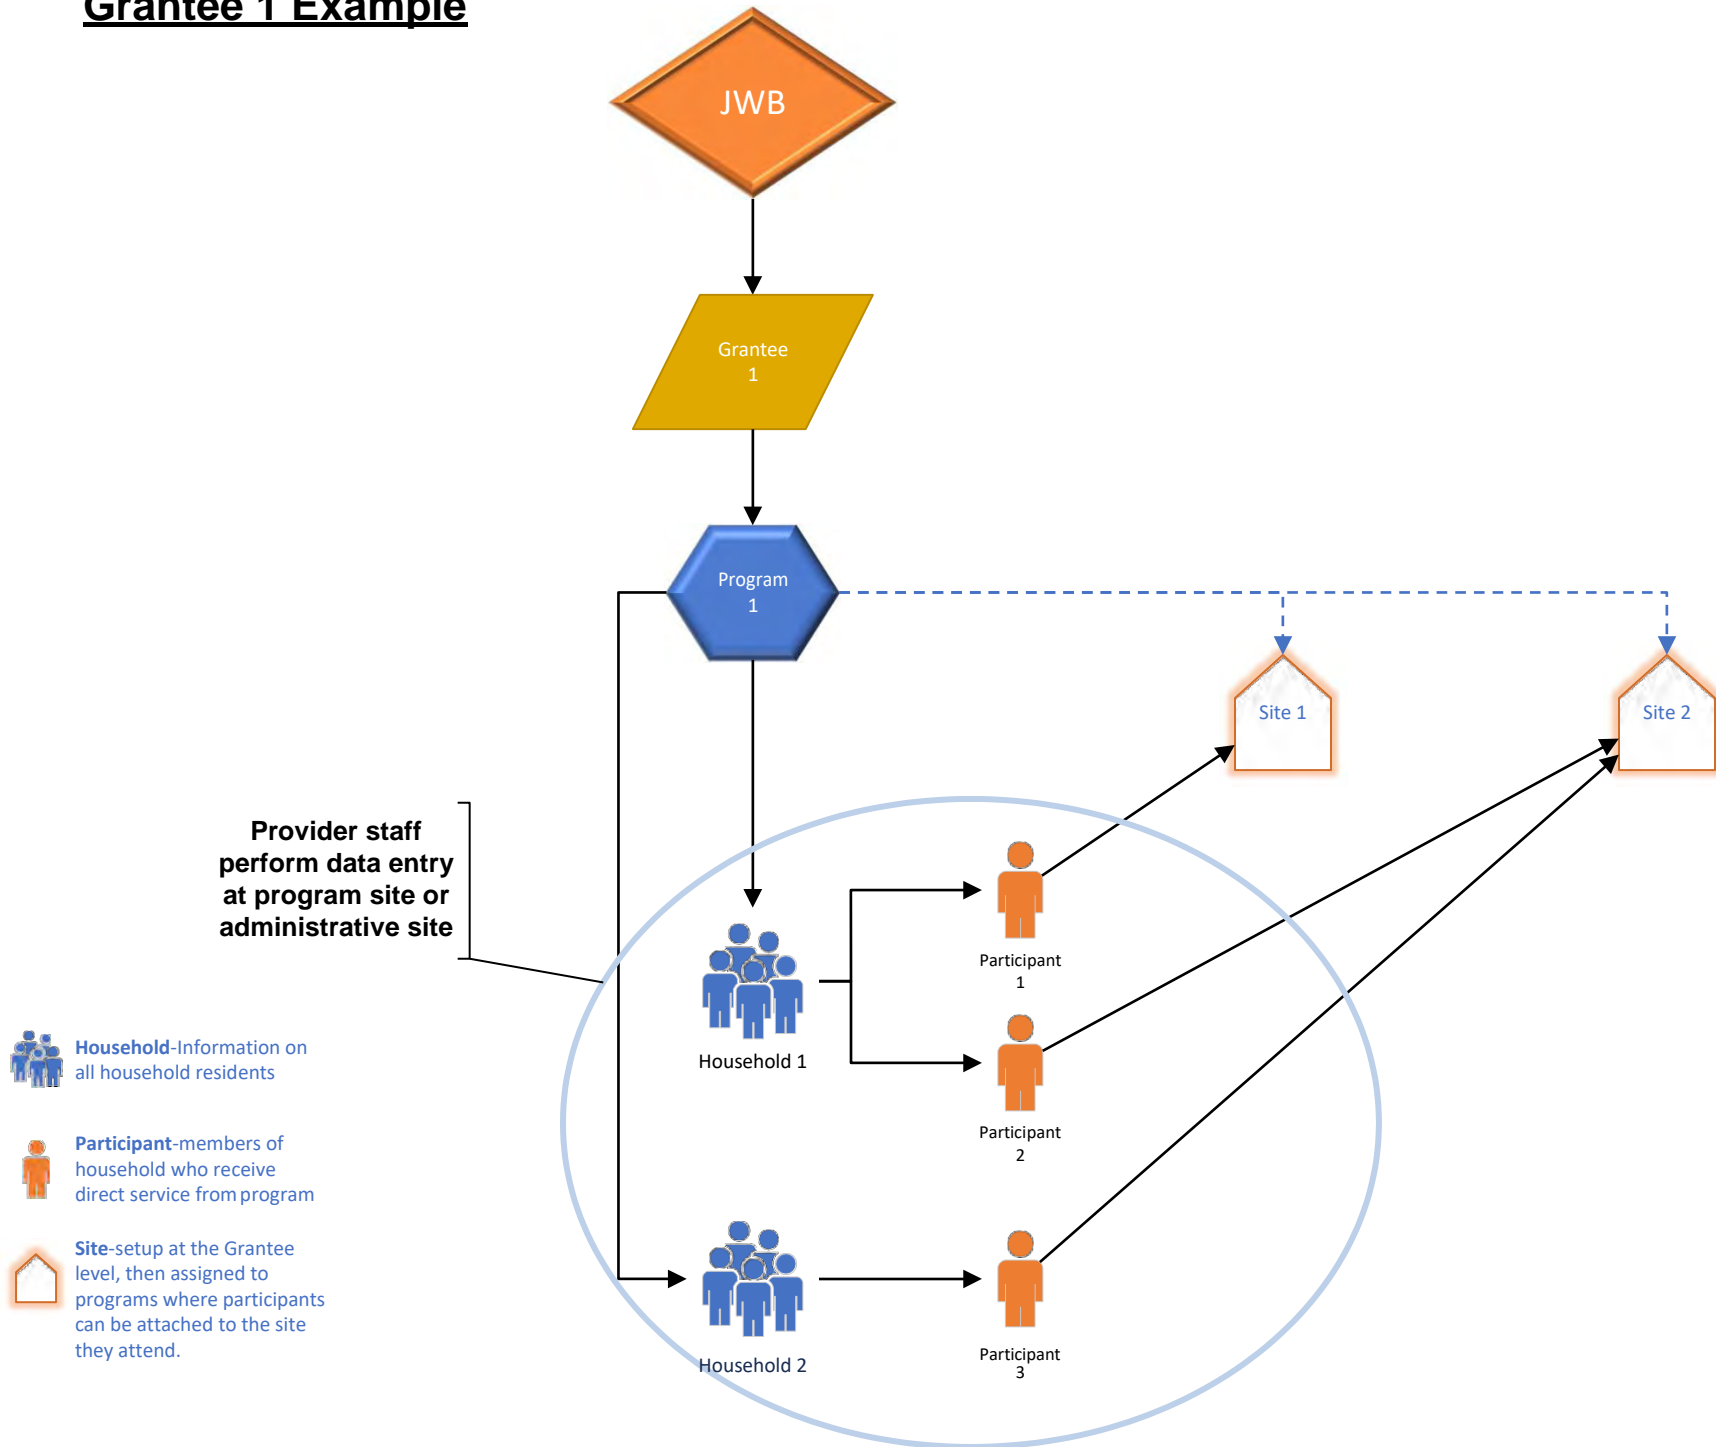 Grantee 1 Example
JWB
Grantee
1
Program
1
Site 1
Site 2
Provider staff
perform data entry
at program site or
administrative site
Participant
1
Household 1
Participant
2
Household-Information on
all household residents
Participant-members of
household who receive
direct service from program
Site-setup at the Grantee
level, then assigned to
programs where participants
can be attached to the site
they attend.
Household 2
Participant
3